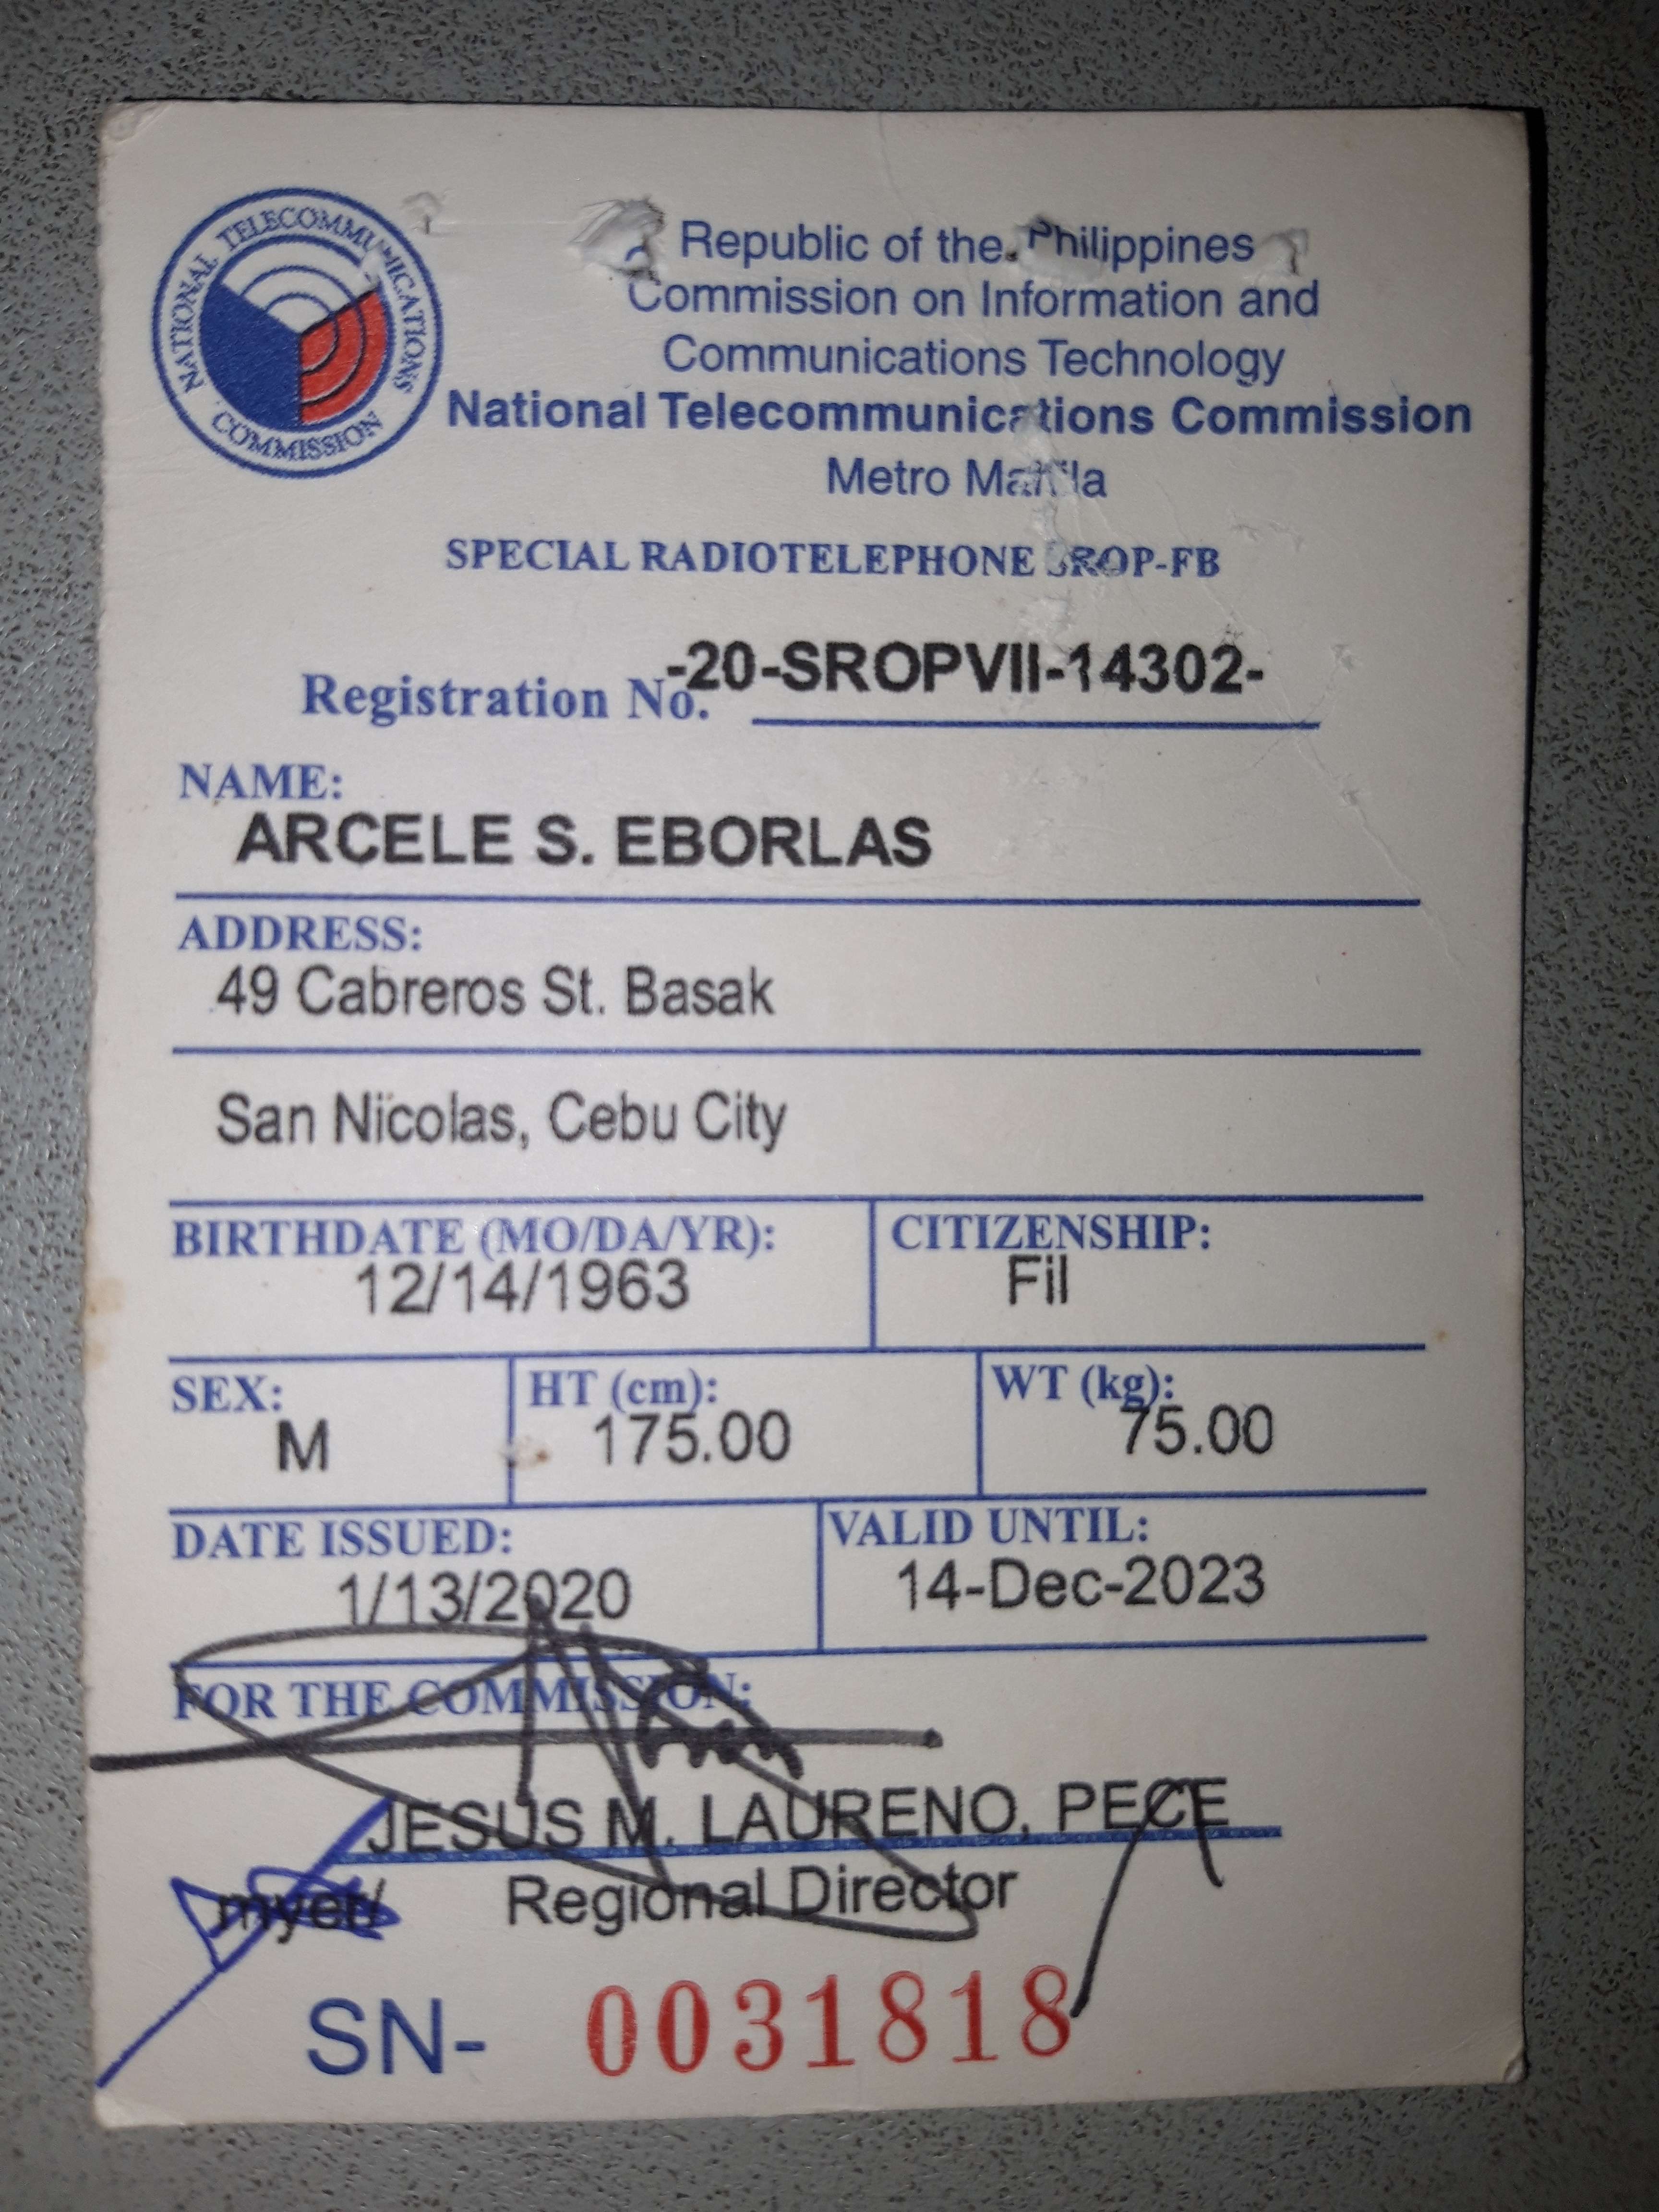 NATIONAL TELECOMMUNICATIONS COMMISSION
Republic of the Philippines
Commission on Information and
Communications Technology
National Telecommunications Commission
Metro Manila
SPECIAL RADIOTELEPHONE SROP-FB
Registration No. -20-SROPVII-14302-
NAME:
ARCELE S. EBORLAS
ADDRESS:
49 Cabreros St. Basak
San Nicolas, Cebu City
BIRTHDATE (MO/DA/YR): CITIZENSHIP:
12/14/1963 Fil
SEX: HT (cm): WT (kg):
M 175.00 75.00
DATE ISSUED: VALID UNTIL:
1/13/2020 14-Dec-2023
FOR THE COMMISSION:
JESUS M. LAURENO, PECE
myer/ Regional Director
SN- 0031818